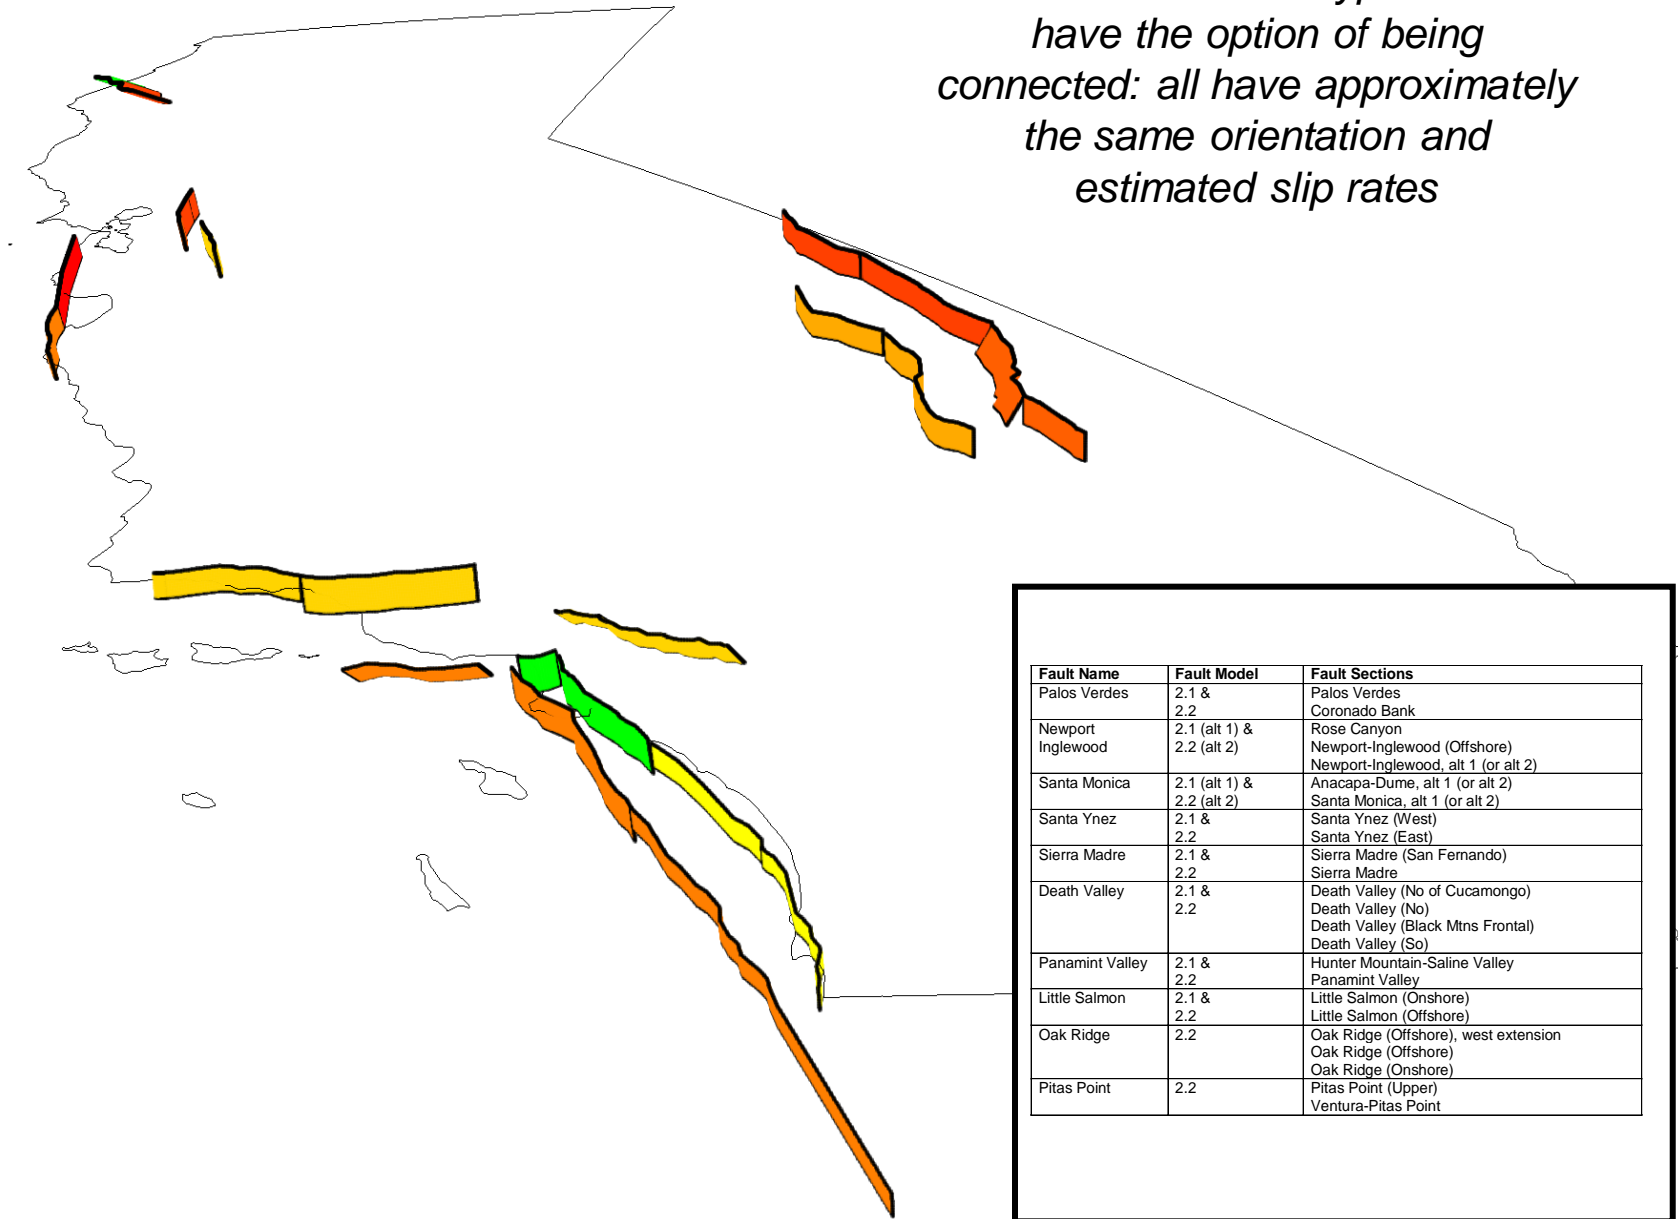 have the option of being
connected: all have approximately
the same orientation and
estimated slip rates
Fault Name Fault Model Fault Sections
Palos Verdes 2.1 & Palos Verdes
2.2 Coronado Bank
Newport 2.1 (alt 1) & Rose Canyon
Inglewood 2.2 (alt 2) Newport-Inglewood (Offshore)
Newport-Inglewood, alt 1 (or alt 2)
Santa Monica 2.1 (alt 1) & Anacapa-Dume, alt 1 (or alt 2)
2.2 (alt 2) Santa Monica, alt 1 (or alt 2)
Santa Ynez 2.1 & Santa Ynez (West)
2.2 Santa Ynez (East)
Sierra Madre 2.1 & Sierra Madre (San Fernando)
2.2 Sierra Madre
Death Valley 2.1 & Death Valley (No of Cucamongo)
2.2 Death Valley (No)
Death Valley (Black Mtns Frontal)
Death Valley (So)
Panamint Valley 2.1 & Hunter Mountain-Saline Valley
2.2 Panamint Valley
Little Salmon 2.1 & Little Salmon (Onshore)
2.2 Little Salmon (Offshore)
Oak Ridge 2.2 Oak Ridge (Offshore), west extension
Oak Ridge (Offshore)
Oak Ridge (Onshore)
Pitas Point 2.2 Pitas Point (Upper)
Ventura-Pitas Point